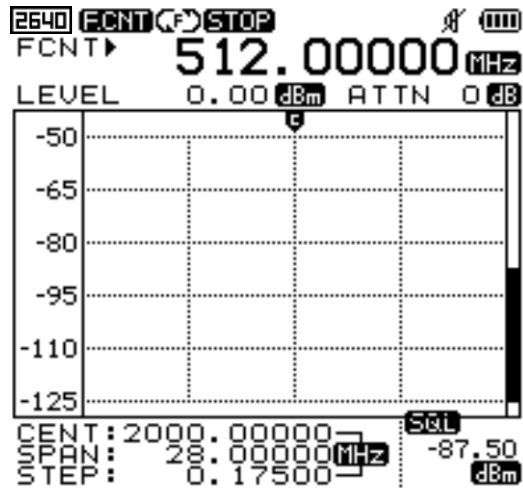 2640 F.CNT F STOP
FCNT 512.00000 MHz
LEVEL 0.00 dBm ATTN 0 dB
C
-50
-65
-80
-95
-110
-125
CENT:2000.00000
SPAN: 28.00000 MHz
STEP: 0.17500
SQL
-87.50
dBm